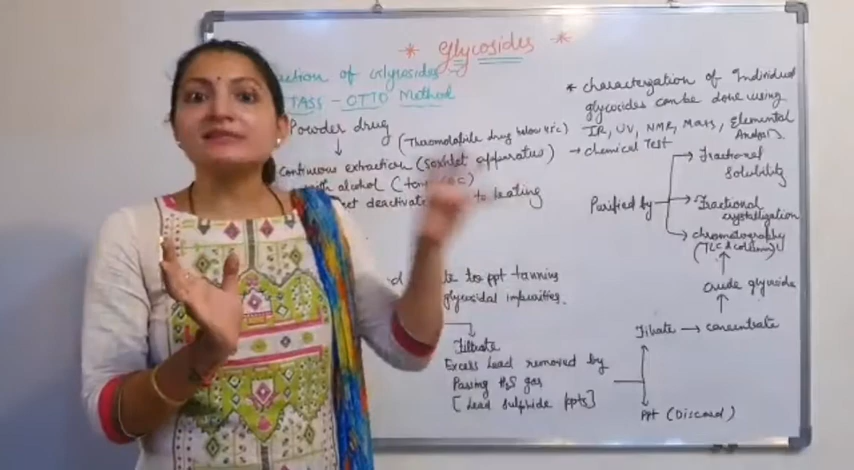 * Glycosides *
ction of Glycosides
TASS - OTTO Method
Powder drug
(Thermolabile drug below 45°c)
continuous extraction (soxhlet apparatus)
with alcohol
et deactivate to heating
to ppt tannins
glycosidal impurities.
filtrate
Excess Lead removed by
Passing H₂S gas
[Lead sulphide ppts]
Filtrate → concentrate
PPt (Discard)
crude glycoside
* characterization of Individual
glycosides can be done using
IR, UV, NMR, Mass, Elemental
Analysis
→ chemical Test
Purified by
→ fractional
solubility
→ Fractional
crystallization
→ chromatography
(TLC & column)